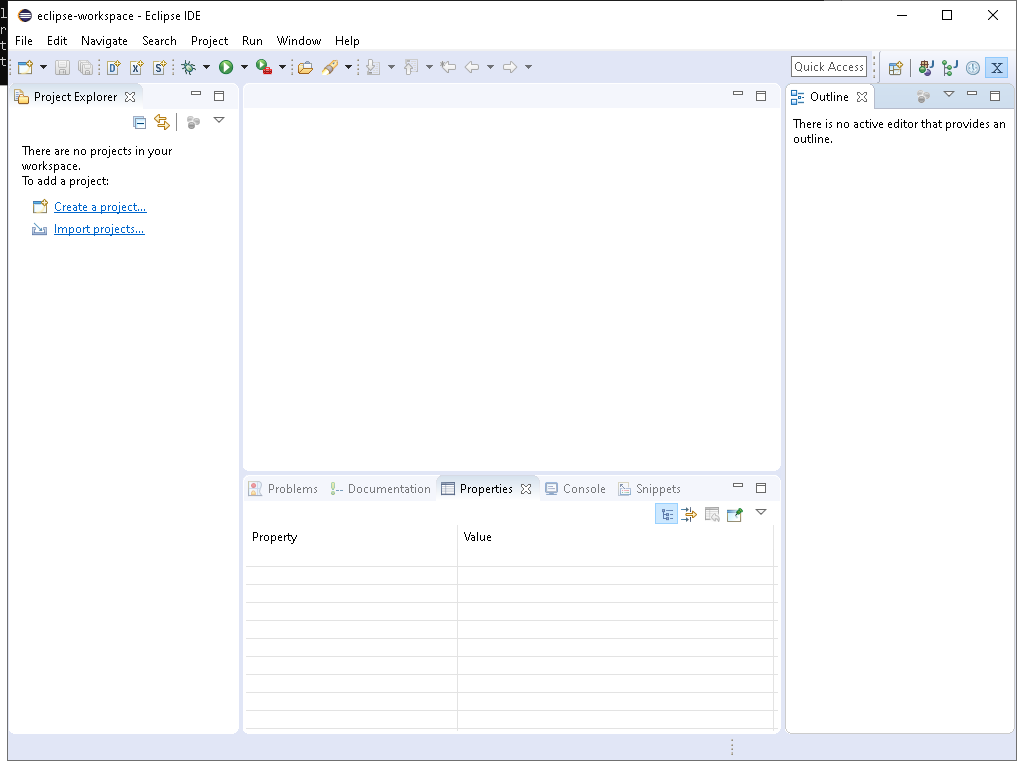 eclipse-workspace - Eclipse IDE
File Edit Navigate Search Project Run Window Help
Quick Access
Project Explorer
There are no projects in your
workspace.
To add a project:
Create a project...
Import projects...
Outline
There is no active editor that provides an
outline.
Problems Documentation Properties Console Snippets
Property Value